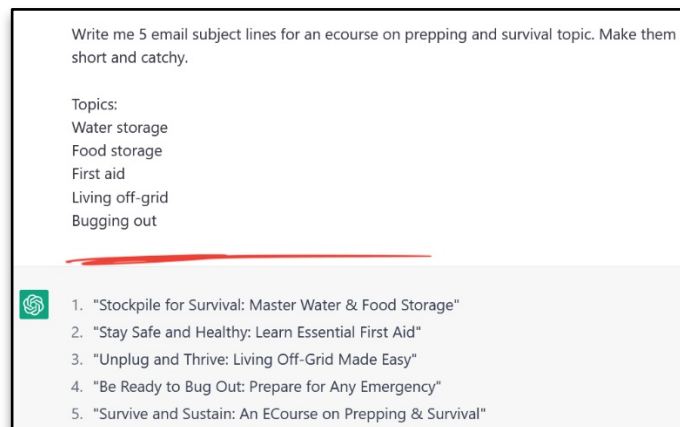 Write me 5 email subject lines for an ecourse on prepping and survival topic. Make them
short and catchy.
Topics:
Water storage
Food storage
First aid
Living off-grid
Bugging out
1. "Stockpile for Survival: Master Water & Food Storage"
2. "Stay Safe and Healthy: Learn Essential First Aid"
3. "Unplug and Thrive: Living Off-Grid Made Easy"
4. "Be Ready to Bug Out: Prepare for Any Emergency"
5. "Survive and Sustain: An ECourse on Prepping & Survival"